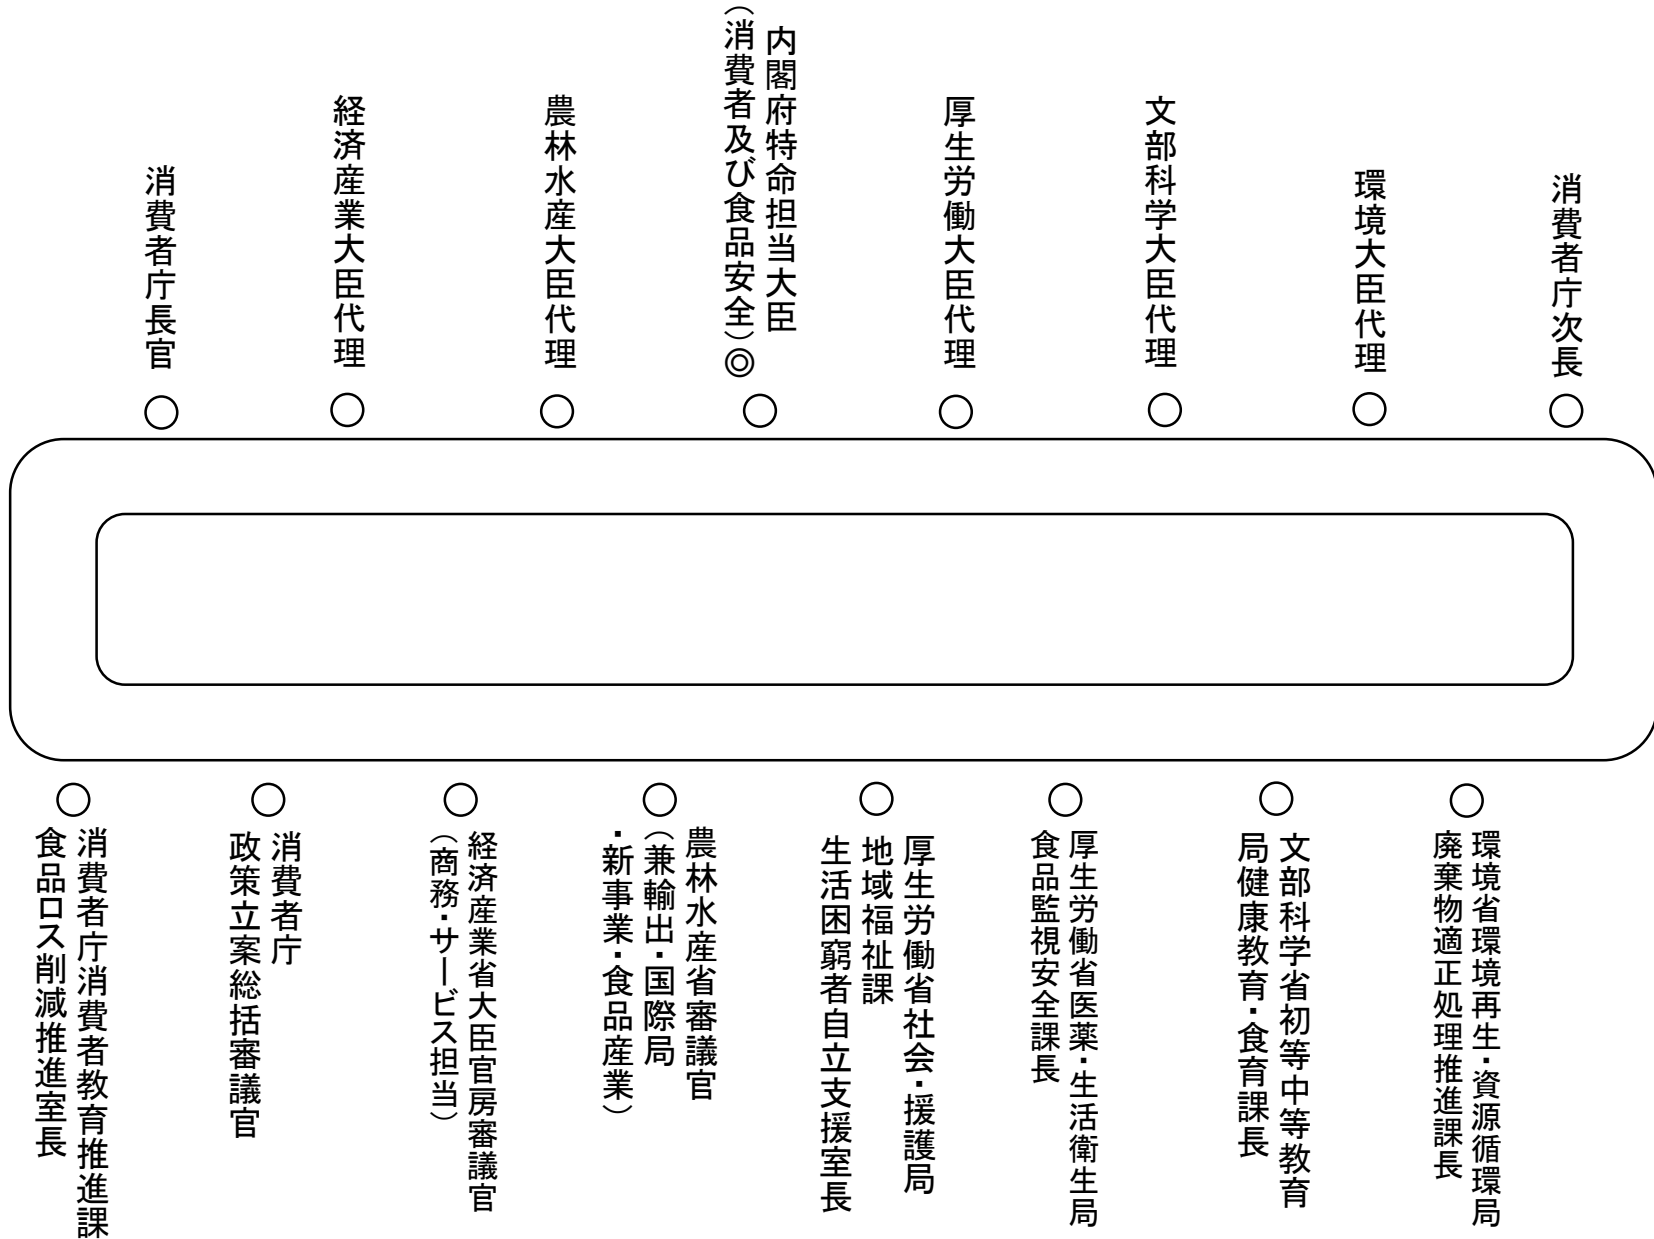 消費者庁長官
経済産業大臣代理
農林水産大臣代理
内閣府特命担当大臣
（消費者及び食品安全）◎
厚生労働大臣代理
文部科学大臣代理
環境大臣代理
消費者庁次長
消費者庁消費者教育推進課
食品ロス削減推進室長
消費者庁
政策立案総括審議官
経済産業省大臣官房審議官
（商務・サービス担当）
農林水産省審議官
（兼輸出・国際局
・新事業・食品産業）
厚生労働省社会・援護局
地域福祉課
生活困窮者自立支援室長
厚生労働省医薬・生活衛生局
食品監視安全課長
文部科学省初等中等教育
局健康教育・食育課長
環境省環境再生・資源循環局
廃棄物適正処理推進課長